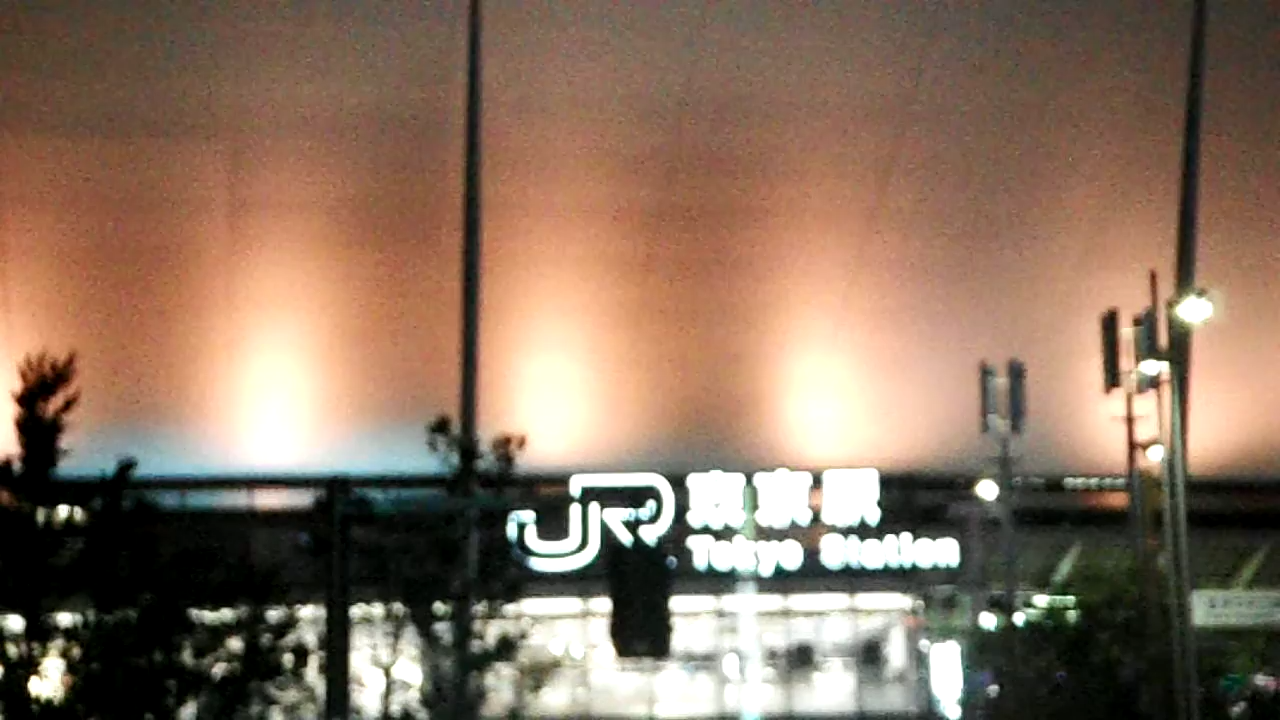 JR 東京駅
Tokyo Station